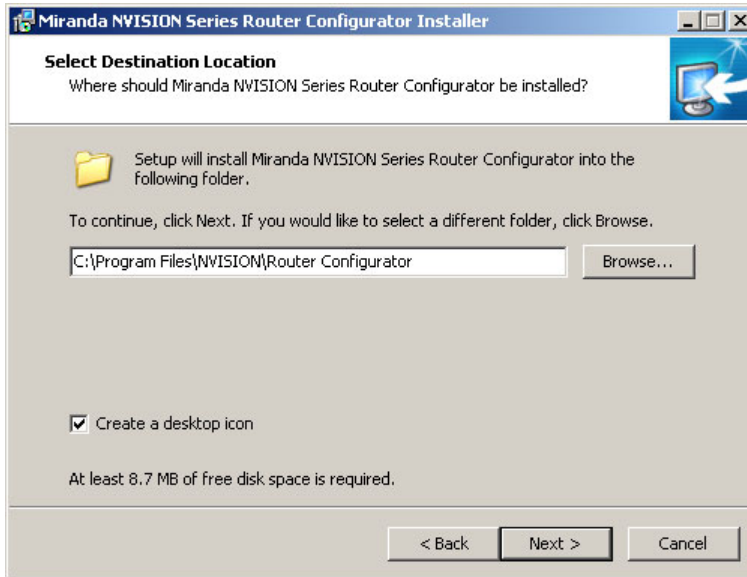 Miranda NVISION Series Router Configurator Installer
Select Destination Location
Where should Miranda NVISION Series Router Configurator be installed?
Setup will install Miranda NVISION Series Router Configurator into the
following folder.
To continue, click Next. If you would like to select a different folder, click Browse.
C:\Program Files\NVISION\Router Configurator
Browse...
Create a desktop icon
At least 8.7 MB of free disk space is required.
< Back
Next >
Cancel